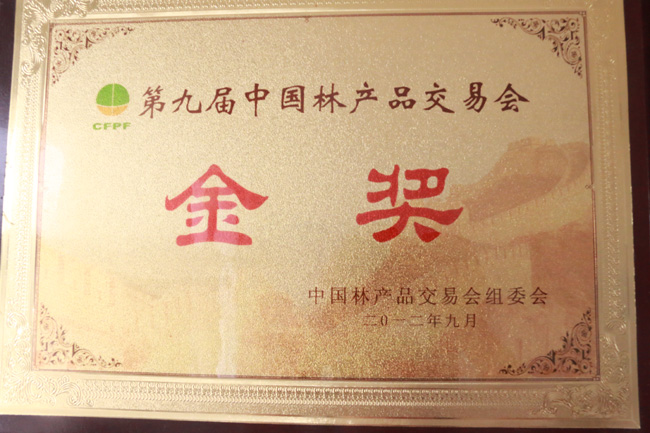 第九届中国林产品交易会
CFPF
金奖
中国林产品交易会组委会
二〇一二年九月